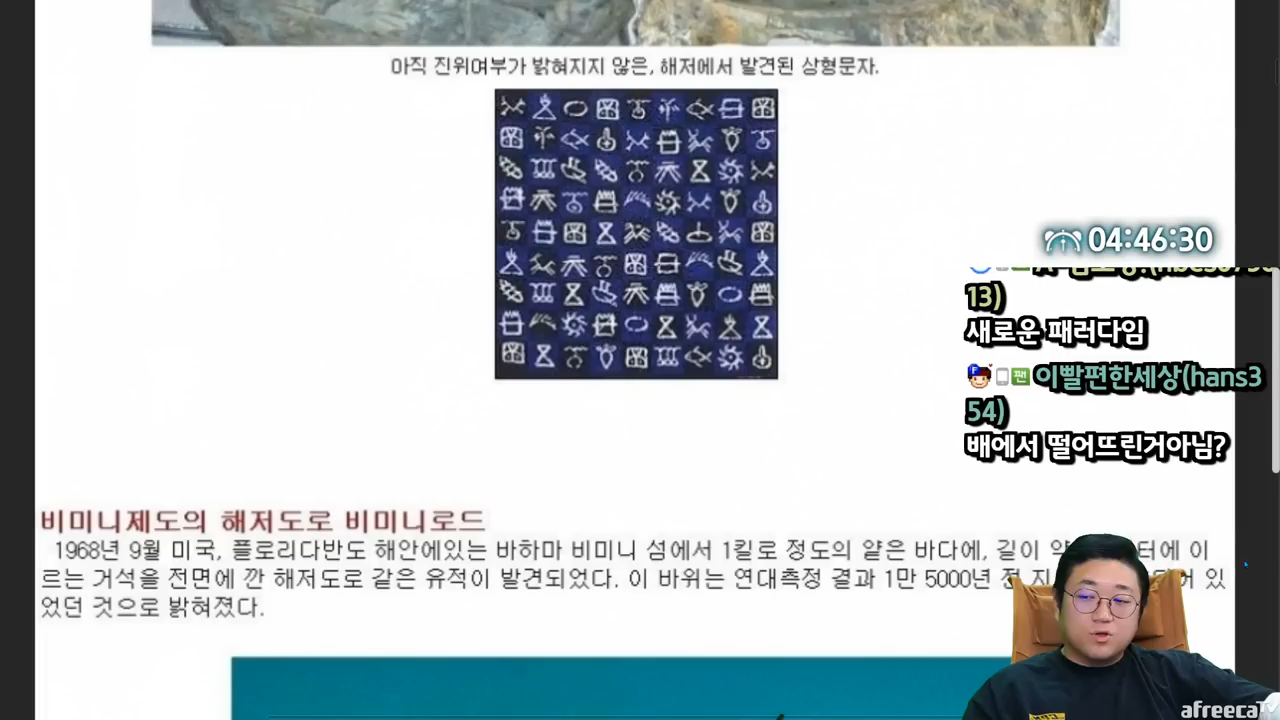 아직 진위여부가 밝혀지지 않은, 해저에서 발견된 상형문자.
04:46:30
13)
새로운 패러다임
팬 이빨편한세상(hans3
54)
배에서 떨어뜨린거아님?
비미니제도의 해저도로 비미니로드
1968년 9월 미국, 플로리다반도 해안에있는 바하마 비미니 섬에서 1킬로 정도의 얕은 바다에, 길이 터에 이
르는 거석을 전면에 깐 해저도로 같은 유적이 발견되었다. 이 바위는 연대측정 결과 1만 5000년 전 있
었던 것으로 밝혀졌다.
afreecaTV